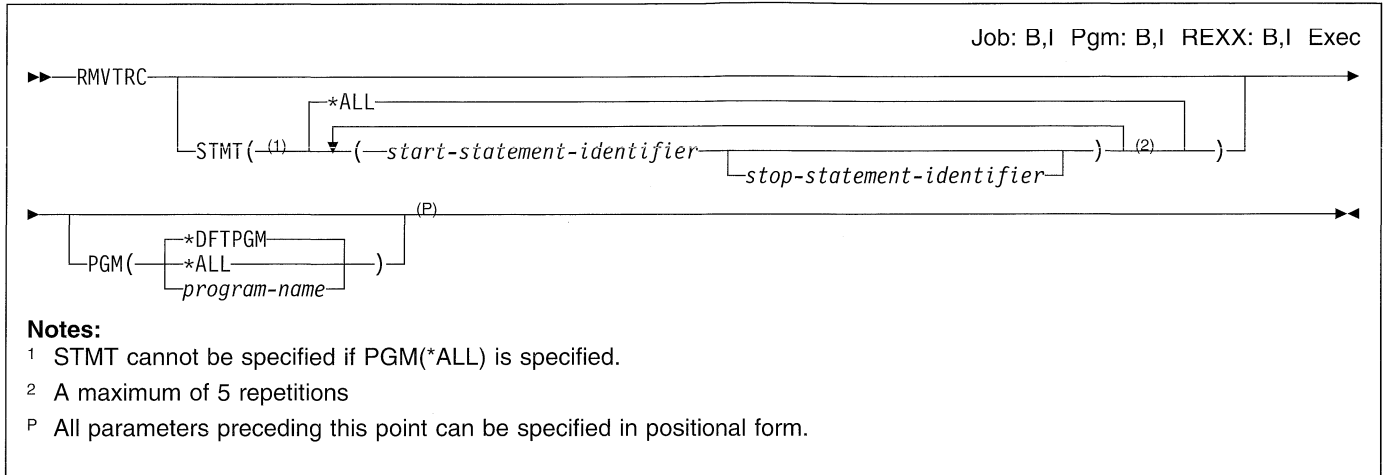 Job: B,I Pgm: B,I REXX: B,I Exec
RMVTRC
*ALL
STMT( (1) ( start-statement-identifier ) (2) )
stop-statement-identifier
(P)
*DFTPGM
PGM( *ALL )
program-name
Notes:
1 STMT cannot be specified if PGM(*ALL) is specified.
2 A maximum of 5 repetitions
P All parameters preceding this point can be specified in positional form.